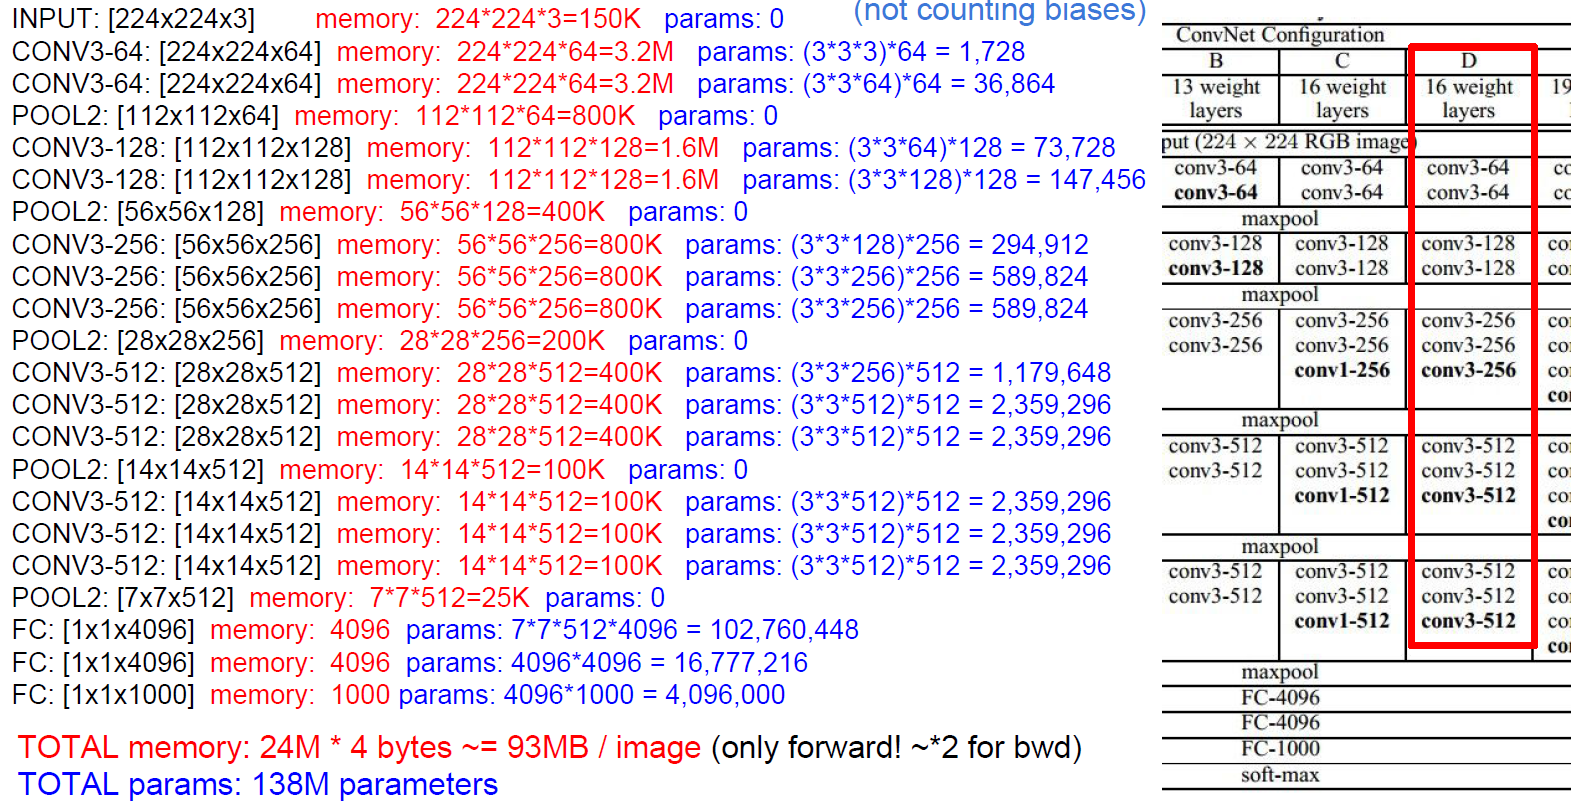 (not counting biases)
INPUT: [224x224x3] memory: 224*224*3=150K params: 0
CONV3-64: [224x224x64] memory: 224*224*64=3.2M params: (3*3*3)*64 = 1,728
CONV3-64: [224x224x64] memory: 224*224*64=3.2M params: (3*3*64)*64 = 36,864
POOL2: [112x112x64] memory: 112*112*64=800K params: 0
CONV3-128: [112x112x128] memory: 112*112*128=1.6M params: (3*3*64)*128 = 73,728
CONV3-128: [112x112x128] memory: 112*112*128=1.6M params: (3*3*128)*128 = 147,456
POOL2: [56x56x128] memory: 56*56*128=400K params: 0
CONV3-256: [56x56x256] memory: 56*56*256=800K params: (3*3*128)*256 = 294,912
CONV3-256: [56x56x256] memory: 56*56*256=800K params: (3*3*256)*256 = 589,824
CONV3-256: [56x56x256] memory: 56*56*256=800K params: (3*3*256)*256 = 589,824
POOL2: [28x28x256] memory: 28*28*256=200K params: 0
CONV3-512: [28x28x512] memory: 28*28*512=400K params: (3*3*256)*512 = 1,179,648
CONV3-512: [28x28x512] memory: 28*28*512=400K params: (3*3*512)*512 = 2,359,296
CONV3-512: [28x28x512] memory: 28*28*512=400K params: (3*3*512)*512 = 2,359,296
POOL2: [14x14x512] memory: 14*14*512=100K params: 0
CONV3-512: [14x14x512] memory: 14*14*512=100K params: (3*3*512)*512 = 2,359,296
CONV3-512: [14x14x512] memory: 14*14*512=100K params: (3*3*512)*512 = 2,359,296
CONV3-512: [14x14x512] memory: 14*14*512=100K params: (3*3*512)*512 = 2,359,296
POOL2: [7x7x512] memory: 7*7*512=25K params: 0
FC: [1x1x4096] memory: 4096 params: 7*7*512*4096 = 102,760,448
FC: [1x1x4096] memory: 4096 params: 4096*4096 = 16,777,216
FC: [1x1x1000] memory: 1000 params: 4096*1000 = 4,096,000
TOTAL memory: 24M * 4 bytes ~= 93MB / image (only forward! ~*2 for bwd)
TOTAL params: 138M parameters
ConvNet Configuration
B C D
13 weight 16 weight 16 weight 19
layers layers layers
put (224 × 224 RGB image)
conv3-64 conv3-64 conv3-64
conv3-64 conv3-64 conv3-64
maxpool
conv3-128 conv3-128 conv3-128
conv3-128 conv3-128 conv3-128
maxpool
conv3-256 conv3-256 conv3-256
conv3-256 conv3-256 conv3-256
conv1-256 conv3-256
maxpool
conv3-512 conv3-512 conv3-512
conv3-512 conv3-512 conv3-512
conv1-512 conv3-512
maxpool
conv3-512 conv3-512 conv3-512
conv3-512 conv3-512 conv3-512
conv1-512 conv3-512
maxpool
FC-4096
FC-4096
FC-1000
soft-max